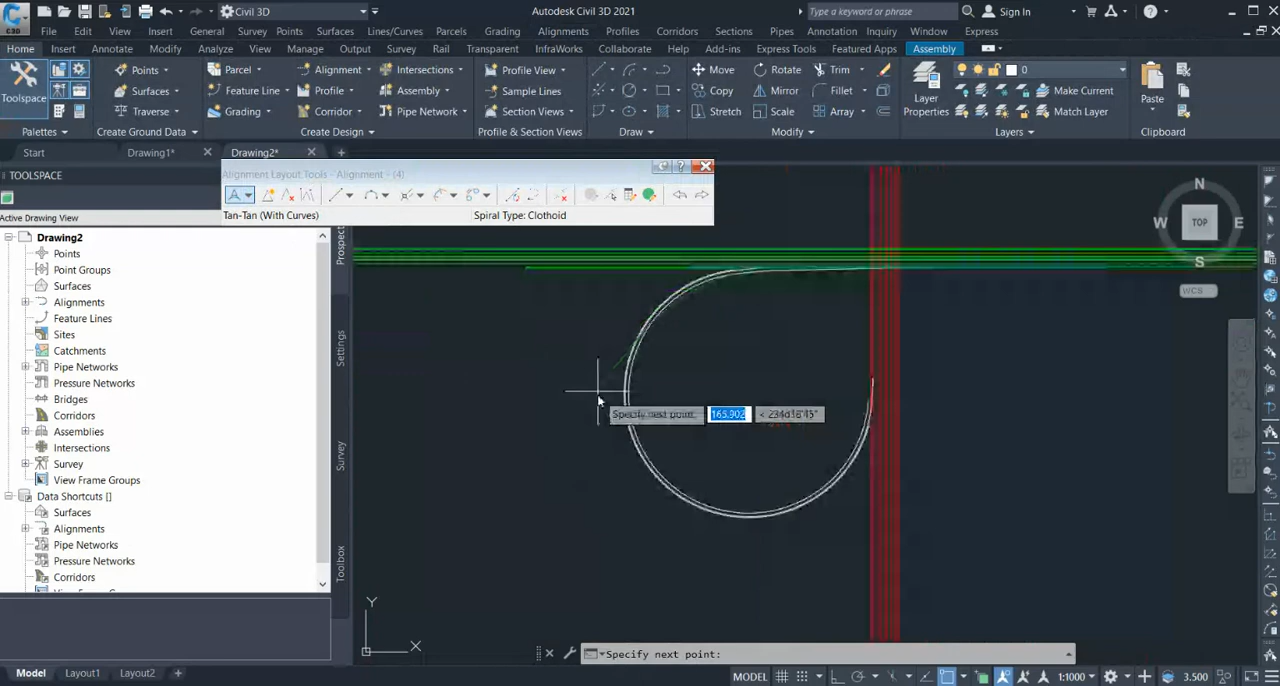 Civil 3D
Autodesk Civil 3D 2021 Drawing2.dwg
Type a keyword or phrase
Sign In
File Edit View Insert General Survey Points Surfaces Lines/Curves Parcels Grading Alignments Profiles Corridors Sections Pipes Annotation Inquiry Window Express
Home Insert Annotate Modify Analyze View Manage Output Survey Rail Transparent InfraWorks Collaborate Help Add-ins Express Tools Featured Apps Assembly
Toolspace
Points
Surfaces
Traverse
Parcel
Feature Line
Grading
Alignment
Profile
Corridor
Intersections
Assembly
Pipe Network
Profile View
Sample Lines
Section Views
Move
Copy
Stretch
Rotate
Mirror
Scale
Trim
Fillet
Array
Layer Properties
0
Make Current
Match Layer
Paste
Palettes
Create Ground Data
Create Design
Profile & Section Views
Draw
Modify
Layers
Clipboard
Start
Drawing1*
Drawing2*
TOOLSPACE
Active Drawing View
Alignment Layout Tools - Alignment - (4)
Tan-Tan (With Curves)
Spiral Type: Clothoid
Drawing2
Points
Point Groups
Surfaces
Alignments
Feature Lines
Sites
Catchments
Pipe Networks
Pressure Networks
Bridges
Corridors
Assemblies
Intersections
Survey
View Frame Groups
Data Shortcuts []
Surfaces
Alignments
Pipe Networks
Pressure Networks
Corridors
View Frame Groups
Prospector
Settings
Survey
Toolbox
N
W
TOP
E
S
WCS
Specify next point:
165.902
Y
X
Specify next point:
Model
Layout1
Layout2
MODEL
1:1000
3.500